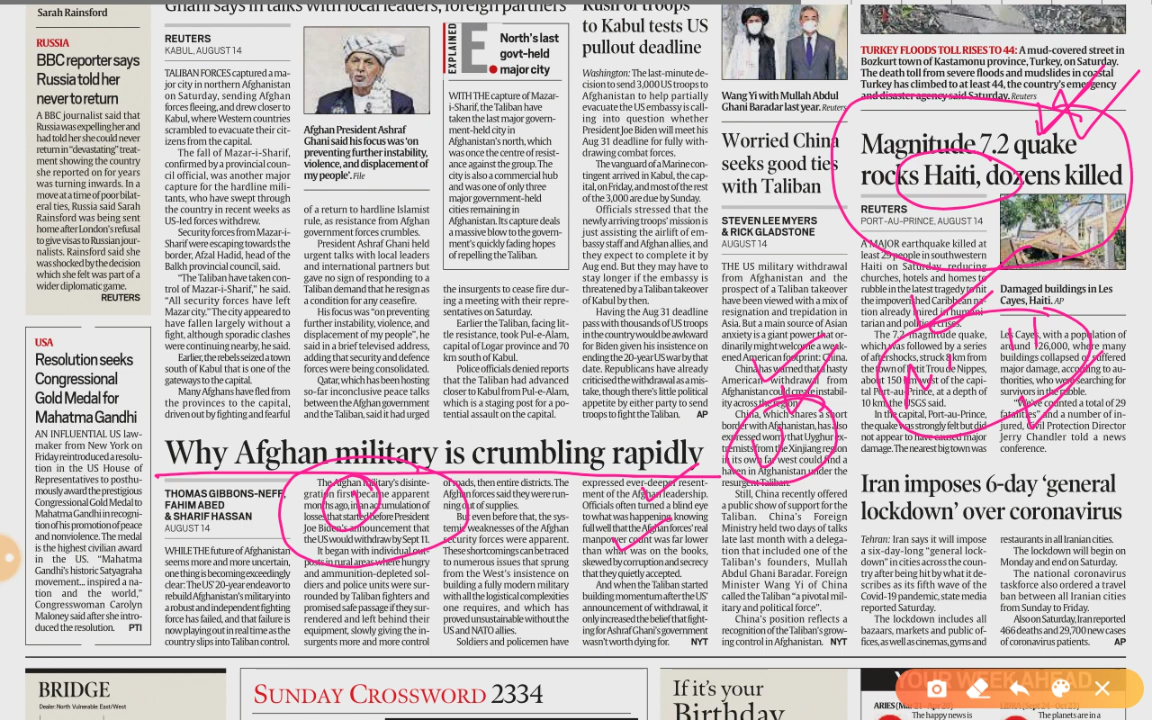 Sarah Rainsford
RUSSIA
BBC reporter says
Russia told her
never to return
A BBC journalist said that
Russia was expelling her and
had told her she could never
return in “devastating” treat-
ment showing the country
she reported on for years
was turning inwards. In a
move at a time of poor bilat-
eral ties, Russia said Sarah
Rainsford was being sent
home after London's refusal
to give visas to Russian jour-
nalists. Rainsford said she
was shocked by the decision
which she felt was part of a
wider diplomatic game.
REUTERS
USA
Resolution seeks
Congressional
Gold Medal for
Mahatma Gandhi
AN INFLUENTIAL US law-
maker from New York on
Friday reintroduced a resolu-
tion in the US House of
Representatives to posthu-
mously award the prestigious
Congressional Gold Medal to
Mahatma Gandhi in recogni-
tion of his promotion of peace
and nonviolence. The medal
is the highest civilian award
in the US. “Mahatma
Gandhi's historic Satyagraha
movement... inspired a na-
tion and the world,”
Congresswoman Carolyn
Maloney said after she intro-
duced the resolution. PTI
Ghani says in talks with local leaders, foreign partners
REUTERS
KABUL, AUGUST 14
TALIBAN FORCES captured a ma-
jor city in northern Afghanistan
on Saturday, sending Afghan
forces fleeing, and drew closer to
Kabul, where Western countries
scrambled to evacuate their cit-
izens from the capital.
The fall of Mazar-i-Sharif,
confirmed by a provincial coun-
cil official, was another major
capture for the hardline mili-
tants, who have swept through
the country in recent weeks as
US-led forces withdrew.
Security forces from Mazar-i-
Sharif were escaping towards the
border, Afzal Hadid, head of the
Balkh provincial council, said.
“The Taliban have taken con-
trol of Mazar-i-Sharif,” he said.
“All security forces have left
Mazar city.” The city appeared to
have fallen largely without a
fight, although sporadic clashes
were continuing nearby, he said.
Earlier, the rebels seized a town
south of Kabul that is one of the
gateways to the capital.
Many Afghans have fled from
the provinces to the capital,
driven out by fighting and fearful
Afghan President Ashraf
Ghani said his focus was ‘on
preventing further instability,
violence, and displacement of
my people’. File
of a return to hardline Islamist
rule, as resistance from Afghan
government forces crumbles.
President Ashraf Ghani held
urgent talks with local leaders
and international partners but
gave no sign of responding to a
Taliban demand that he resign as
a condition for any ceasefire.
His focus was “on preventing
further instability, violence, and
displacement of my people”, he
said in a brief televised address,
adding that security and defence
forces were being consolidated.
Qatar, which has been hosting
so-far inconclusive peace talks
between the Afghan government
and the Taliban, said it had urged
EXPLAINED
E.
North's last
govt-held
major city
WITH THE capture of Mazar-
i-Sharif, the Taliban have
taken the last major govern-
ment-held city in
Afghanistan's north, which
was once the centre of resist-
ance against the group. The
city is also a commercial hub
and was one of only three
major government-held
cities remaining in
Afghanistan. Its capture deals
a massive blow to the govern-
ment's quickly fading hopes
of repelling the Taliban.
the insurgents to cease fire dur-
ing a meeting with their repre-
sentatives on Saturday.
Earlier the Taliban, facing lit-
tle resistance, took Pul-e-Alam,
capital of Logar province and 70
km south of Kabul.
Police officials denied reports
that the Taliban had advanced
closer to Kabul from Pul-e-Alam,
which is a staging post for a po-
tential assault on the capital.
Rush of troops
to Kabul tests US
pullout deadline
Washington: The last-minute de-
cision to send 3,000 US troops to
Afghanistan to help partially
evacuate the US embassy is call-
ing into question whether
President Joe Biden will meet his
Aug 31 deadline for fully with-
drawing combat forces.
The vanguard of a Marine con-
tingent arrived in Kabul, the cap-
ital, on Friday, and most of the rest
of the 3,000 are due by Sunday.
Officials stressed that the
newly arriving troops' mission is
just assisting the airlift of em-
bassy staff and Afghan allies, and
they expect to complete it by
Aug end. But they may have to
stay longer if the embassy is
threatened by a Taliban takeover
of Kabul by then.
Having the Aug 31 deadline
pass with thousands of US troops
in the country would be awkward
for Biden given his insistence on
ending the 20-year US war by that
date. Republicans have already
criticised the withdrawal as a mis-
take, though there's little political
appetite by either party to send
troops to fight the Taliban. AP
Wang Yi with Mullah Abdul
Ghani Baradar last year. Reuters
Worried China
seeks good ties
with Taliban
STEVEN LEE MYERS
& RICK GLADSTONE
AUGUST 14
THE US military withdrawal
from Afghanistan and the
prospect of a Taliban takeover
have been viewed with a mix of
resignation and trepidation in
Asia. But a main source of Asian
anxiety is a giant power that or-
dinarily might welcome a weak-
ened American footprint: China.
China has warned that a hasty
American withdrawal from
Afghanistan could create instabil-
ity across the region.
China, which shares a short
border with Afghanistan, has also
expressed worry that Uyghur ex-
tremists from the Xinjiang region
in its own far west could find a
haven in Afghanistan under the
resurgent Taliban.
Still, China recently offered
a public show of support for the
Taliban. China's Foreign
Ministry held two days of talks
late last month with a delega-
tion that included one of the
Taliban's founders, Mullah
Abdul Ghani Baradar. Foreign
Minister Wang Yi of China
called the Taliban “a pivotal mil-
itary and political force”.
China's position reflects a
recognition of the Taliban's grow-
ing control in Afghanistan. NYT
TURKEY FLOODS TOLL RISES TO 44: A mud-covered street in
Bozkurt town of Kastamonu province, Turkey, on Saturday.
The death toll from severe floods and mudslides in coastal
Turkey has climbed to at least 44, the country's emergency
and disaster agency said Saturday. Reuters
Magnitude 7.2 quake
rocks Haiti, dozens killed
REUTERS
PORT-AU-PRINCE, AUGUST 14
A MAJOR earthquake killed at
least 29 people in southwestern
Haiti on Saturday, reducing
churches, hotels and homes to
rubble in the latest tragedy to hit
the impoverished Caribbean na-
tion already mired in humani-
tarian and political crises.
The 7.2-magnitude quake,
which was followed by a series
of aftershocks, struck 8 km from
the town of Petit Trou de Nippes,
about 150 km west of the capi-
tal Port-au-Prince, at a depth of
10 km, the USGS said.
In the capital, Port-au-Prince,
the quake was strongly felt but did
not appear to have caused major
damage. The nearest big town was
Damaged buildings in Les
Cayes, Haiti. AP
Les Cayes, with a population of
around 126,000, where many
buildings collapsed or suffered
major damage, according to au-
thorities, who were searching for
survivors in the rubble.
“We've counted a total of 29
fatalities” and a number of in-
jured, Civil Protection Director
Jerry Chandler told a news
conference.
Why Afghan military is crumbling rapidly
THOMAS GIBBONS-NEFF,
FAHIM ABED
& SHARIF HASSAN
AUGUST 14
WHILE THE future of Afghanistan
seems more and more uncertain,
one thing is becoming exceedingly
clear: The US' 20-year endeavor to
rebuild Afghanistan's military into
a robust and independent fighting
force has failed, and that failure is
now playing out in real time as the
country slips into Taliban control.
The Afghan military's disinte-
gration first became apparent
months ago, in an accumulation of
losses that started before President
Joe Biden's announcement that
the US would withdraw by Sept 11.
It began with individual out-
posts in rural areas where hungry
and ammunition-depleted sol-
diers and police units were sur-
rounded by Taliban fighters and
promised safe passage if they sur-
rendered and left behind their
equipment, slowly giving the in-
surgents more and more control
of roads, then entire districts. The
Afghan forces said they were run-
ning out of supplies.
But even before that, the sys-
temic weaknesses of the Afghan
security forces were apparent.
These shortcomings can be traced
to numerous issues that sprung
from the West's insistence on
building a fully modern military
with all the logistical complexities
one requires, and which has
proved unsustainable without the
US and NATO allies.
Soldiers and policemen have
expressed ever-deeper resent-
ment of the Afghan leadership.
Officials often turned a blind eye
to what was happening, knowing
full well that the Afghan forces' real
manpower count was far lower
than what was on the books,
skewed by corruption and secrecy
that they quietly accepted.
And when the Taliban started
building momentum after the US'
announcement of withdrawal, it
only increased the belief that fight-
ing for Ashraf Ghani's government
wasn't worth dying for. NYT
Iran imposes 6-day ‘general
lockdown’ over coronavirus
Tehran: Iran says it will impose
a six-day-long “general lock-
down” in cities across the coun-
try after being hit by what it de-
scribes as its fifth wave of the
Covid-19 pandemic, state media
reported Saturday.
The lockdown will include all
bazaars, markets and public of-
fices, as well as cinemas, gyms and
restaurants in all Iranian cities.
The lockdown will begin on
Monday and end on Saturday.
The national coronavirus
taskforce also ordered a travel
ban between all Iranian cities
from Sunday to Friday.
Also on Saturday, Iran reported
466 deaths and 29,700 new cases
of coronavirus patients. AP
BRIDGE
Dealer: North Vulnerable: East/West
SUNDAY CROSSWORD 2334
If it's your
Birthday
YOUR WEEK AHEAD
ARIES (Mar 21 - Apr 20)
The happy news is
LIBRA (Sept 24 - Oct 23)
The planets are in a